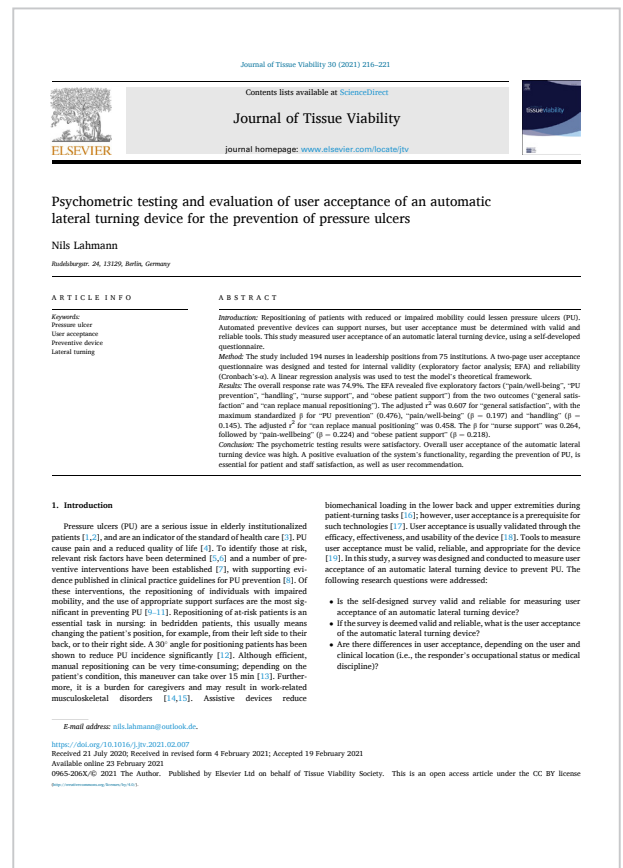 Journal of Tissue Viability 30 (2021) 216–221
Contents lists available at ScienceDirect
Journal of Tissue Viability
journal homepage: www.elsevier.com/locate/jtv
ELSEVIER
tissueviability
Psychometric testing and evaluation of user acceptance of an automatic
lateral turning device for the prevention of pressure ulcers
Nils Lahmann
Rudelsburgstr. 24, 13129, Berlin, Germany
ARTICLE INFO
Keywords:
Pressure ulcer
User acceptance
Preventive device
Lateral turning
ABSTRACT
Introduction: Repositioning of patients with reduced or impaired mobility could lessen pressure ulcers (PU).
Automated preventive devices can support nurses, but user acceptance must be determined with valid and
reliable tools. This study measured user acceptance of an automatic lateral turning device, using a self-developed
questionnaire.
Method: The study included 194 nurses in leadership positions from 75 institutions. A two-page user acceptance
questionnaire was designed and tested for internal validity (exploratory factor analysis; EFA) and reliability
(Cronbach's-α). A linear regression analysis was used to test the model's theoretical framework.
Results: The overall response rate was 74.9%. The EFA revealed five exploratory factors ("pain/well-being", "PU
prevention", "handling", "nurse support", and "obese patient support") from the two outcomes ("general satis-
faction" and "can replace manual repositioning"). The adjusted r² was 0.607 for "general satisfaction", with the
maximum standardized β for "PU prevention" (0.476), "pain/well-being" (β = 0.197) and "handling" (β =
0.145). The adjusted r² for "can replace manual positioning" was 0.458. The β for "nurse support" was 0.264,
followed by "pain-wellbeing" (β = 0.224) and "obese patient support" (β = 0.218).
Conclusion: The psychometric testing results were satisfactory. Overall user acceptance of the automatic lateral
turning device was high. A positive evaluation of the system's functionality, regarding the prevention of PU, is
essential for patient and staff satisfaction, as well as user recommendation.
1. Introduction
Pressure ulcers (PU) are a serious issue in elderly institutionalized
patients [1,2], and are an indicator of the standard of health care [3]. PU
cause pain and a reduced quality of life [4]. To identify those at risk,
relevant risk factors have been determined [5,6] and a number of pre-
ventive interventions have been established [7], with supporting evi-
dence published in clinical practice guidelines for PU prevention [8]. Of
these interventions, the repositioning of individuals with impaired
mobility, and the use of appropriate support surfaces are the most sig-
nificant in preventing PU [9–11]. Repositioning of at-risk patients is an
essential task in nursing: in bedridden patients, this usually means
changing the patient's position, for example, from their left side to their
back, or to their right side. A 30° angle for positioning patients has been
shown to reduce PU incidence significantly [12]. Although efficient,
manual repositioning can be very time-consuming; depending on the
patient's condition, this maneuver can take over 15 min [13]. Further-
more, it is a burden for caregivers and may result in work-related
musculoskeletal disorders [14,15]. Assistive devices reduce
biomechanical loading in the lower back and upper extremities during
patient-turning tasks [16]; however, user acceptance is a prerequisite for
such technologies [17]. User acceptance is usually validated through the
efficacy, effectiveness, and usability of the device [18]. Tools to measure
user acceptance must be valid, reliable, and appropriate for the device
[19]. In this study, a survey was designed and conducted to measure user
acceptance of an automatic lateral turning device to prevent PU. The
following research questions were addressed:
• Is the self-designed survey valid and reliable for measuring user
acceptance of an automatic lateral turning device?
• If the survey is deemed valid and reliable, what is the user acceptance
of the automatic lateral turning device?
• Are there differences in user acceptance, depending on the user and
clinical location (i.e., the responder's occupational status or medical
discipline)?
E-mail address: nils.lahmann@outlook.de.
https://doi.org/10.1016/j.jtv.2021.02.007
Received 21 July 2020; Received in revised form 4 February 2021; Accepted 19 February 2021
Available online 23 February 2021
0965-206X/© 2021 The Author. Published by Elsevier Ltd on behalf of Tissue Viability Society. This is an open access article under the CC BY license
(http://creativecommons.org/licenses/by/4.0/).